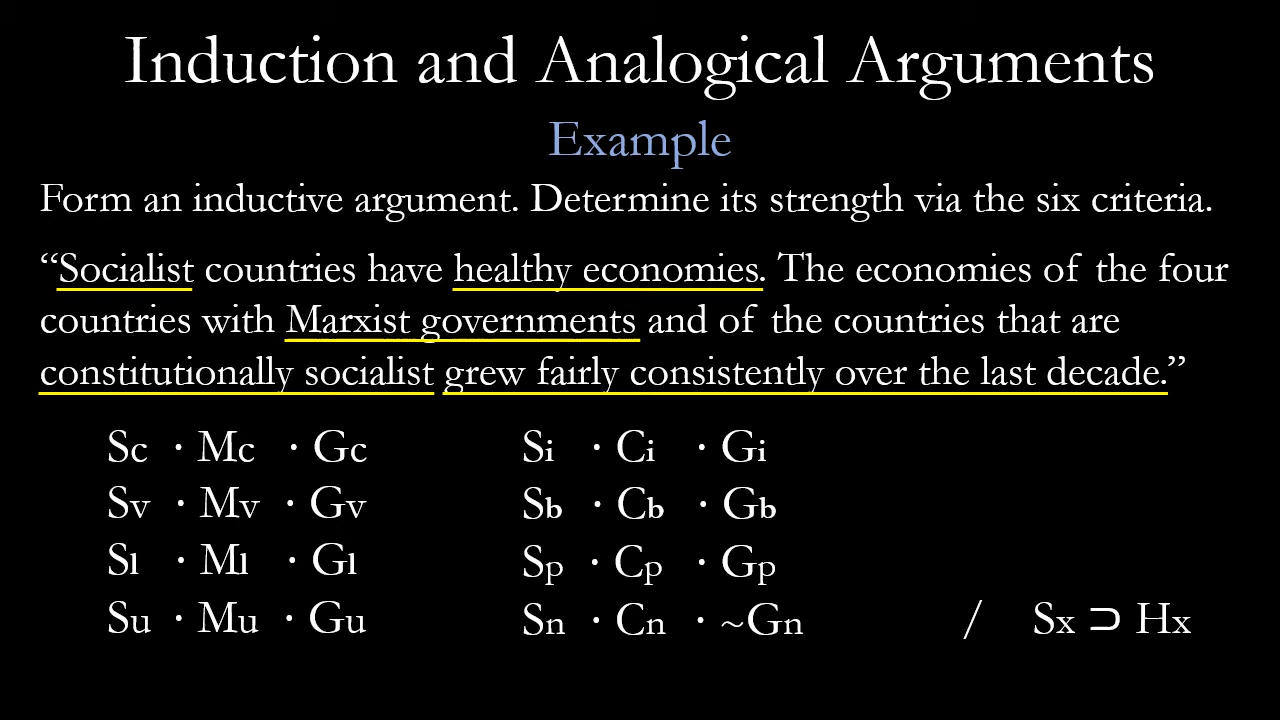 Induction and Analogical Arguments
Example
Form an inductive argument. Determine its strength via the six criteria.
“Socialist countries have healthy economies. The economies of the four
countries with Marxist governments and of the countries that are
constitutionally socialist grew fairly consistently over the last decade.”
Sc · Mc · Gc Si · Ci · Gi
Sv · Mv · Gv Sb · Cb · Gb
Sl · Ml · Gl Sp · Cp · Gp
Su · Mu · Gu Sn · Cn · ~Gn / Sx ⊃ Hx